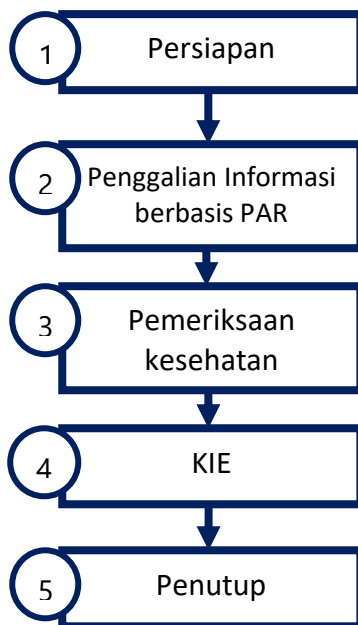 1
Persiapan
2
Penggalian Informasi
berbasis PAR
3
Pemeriksaan
kesehatan
4
KIE
5
Penutup